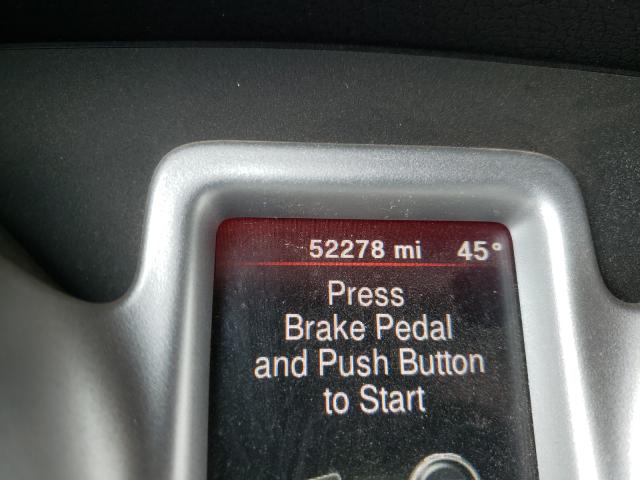 52278 mi 45°
Press
Brake Pedal
and Push Button
to Start